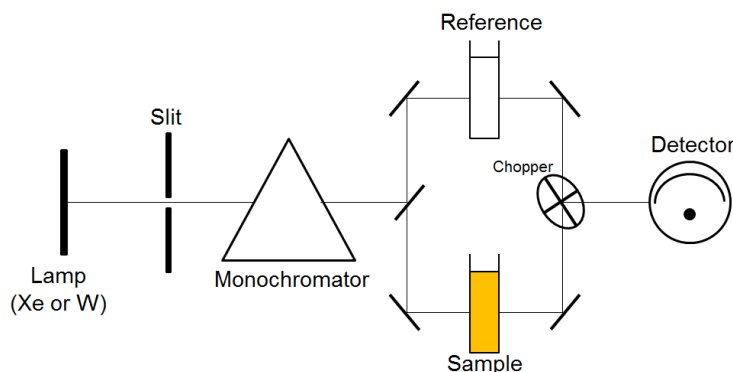 Reference
Slit
Chopper
Detector
Lamp
(Xe or W)
Monochromator
Sample